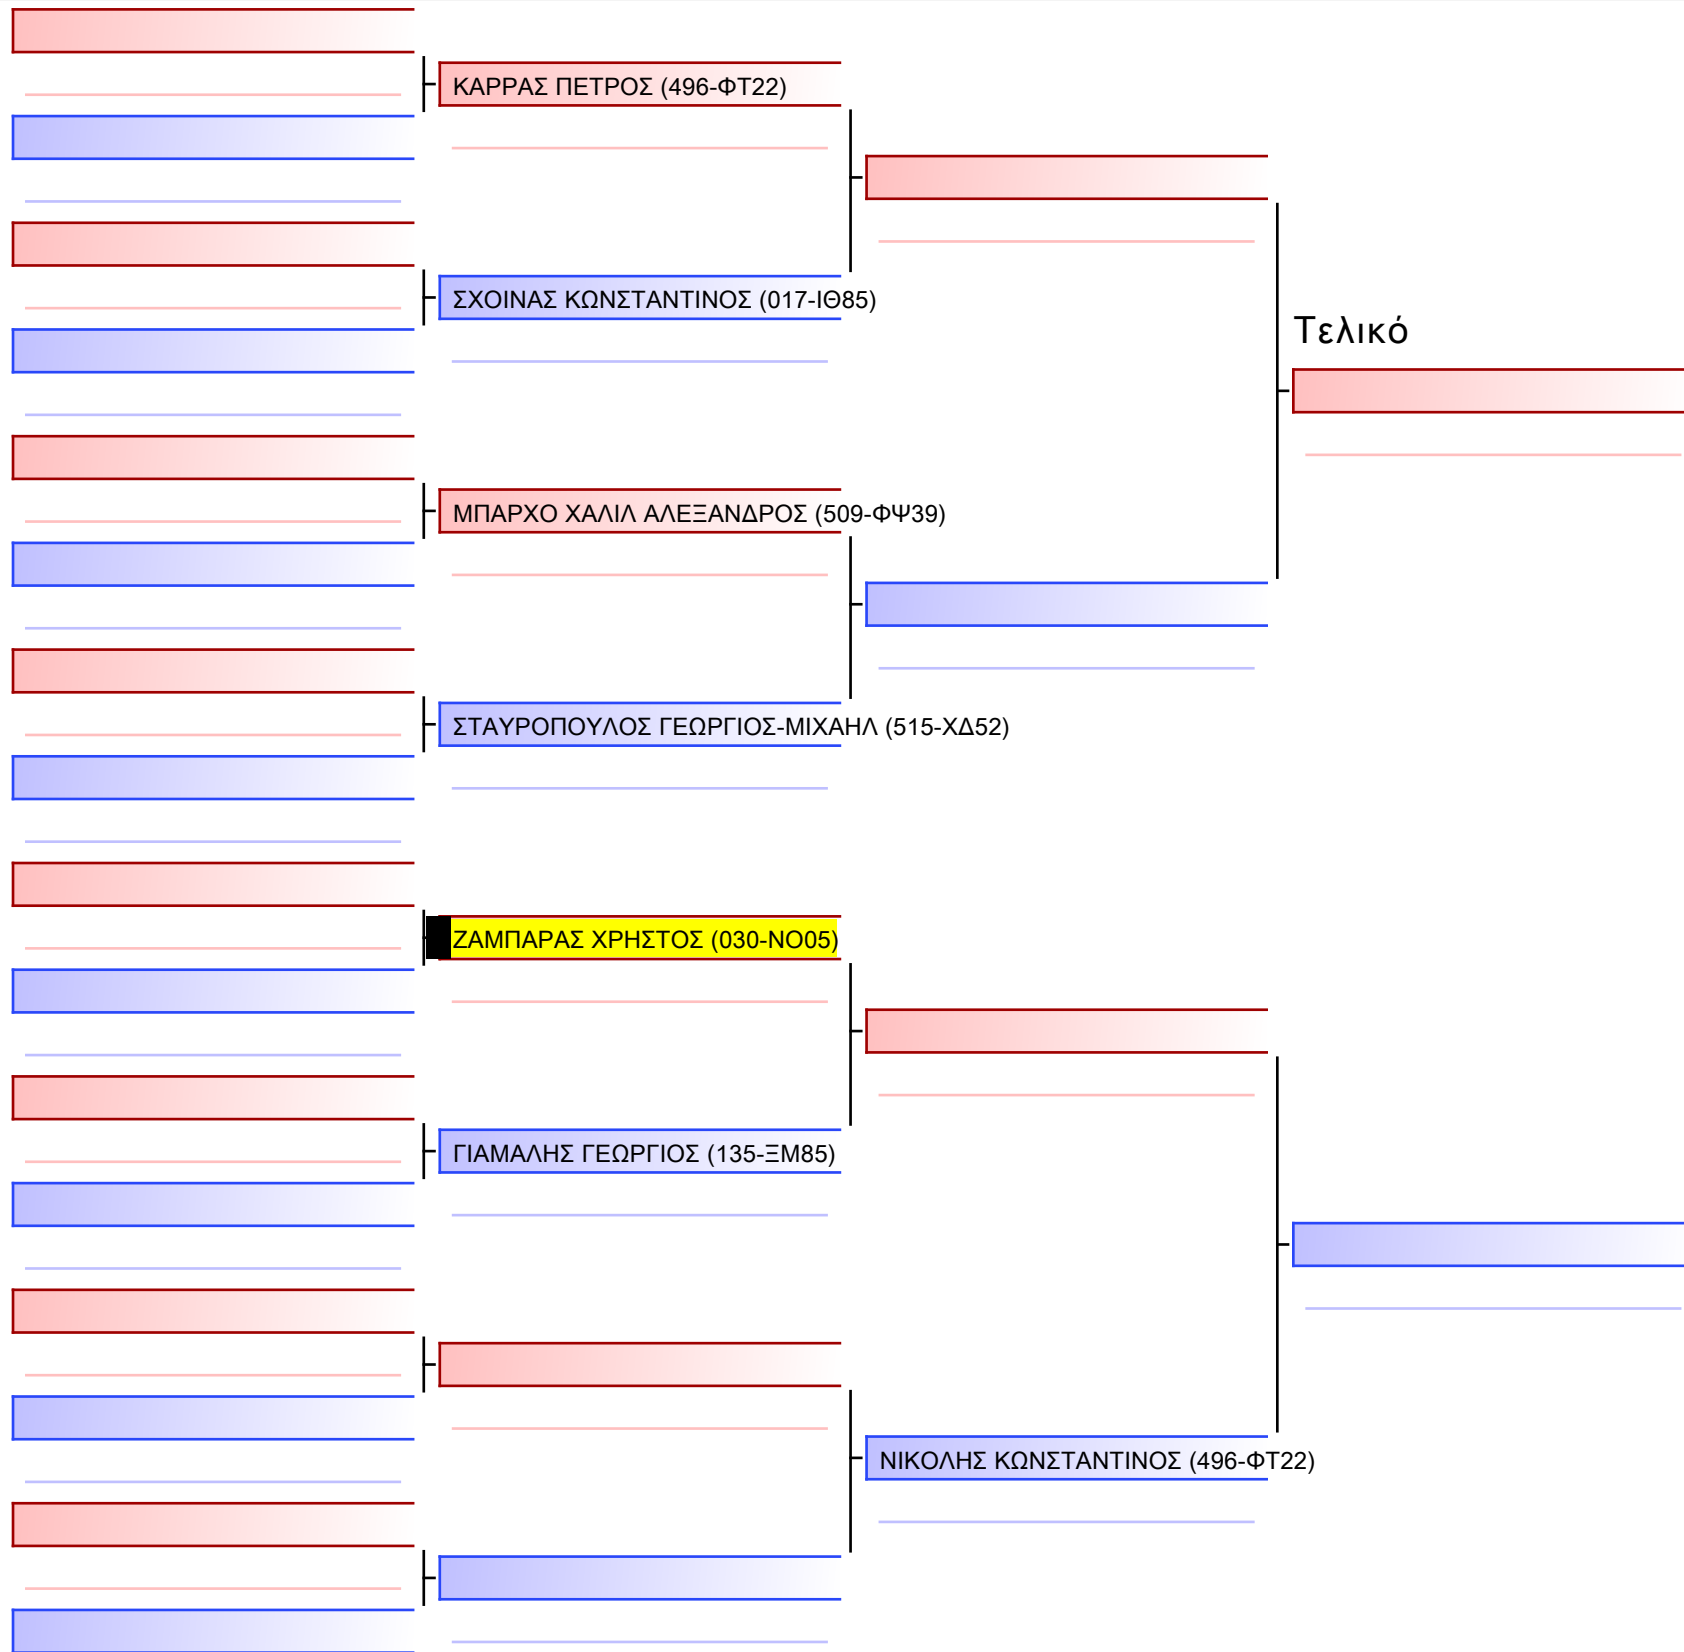 ΚΑΡΡΑΣ ΠΕΤΡΟΣ (496-ΦΤ22)
ΣΧΟΙΝΑΣ ΚΩΝΣΤΑΝΤΙΝΟΣ (017-ΙΘ85)
Τελικό
ΜΠΑΡΧΟ ΧΑΛΙΛ ΑΛΕΞΑΝΔΡΟΣ (509-ΦΨ39)
ΣΤΑΥΡΟΠΟΥΛΟΣ ΓΕΩΡΓΙΟΣ-ΜΙΧΑΗΛ (515-ΧΔ52)
ΖΑΜΠΑΡΑΣ ΧΡΗΣΤΟΣ (030-ΝΟ05)
ΓΙΑΜΑΛΗΣ ΓΕΩΡΓΙΟΣ (135-ΞΜ85)
ΝΙΚΟΛΗΣ ΚΩΝΣΤΑΝΤΙΝΟΣ (496-ΦΤ22)